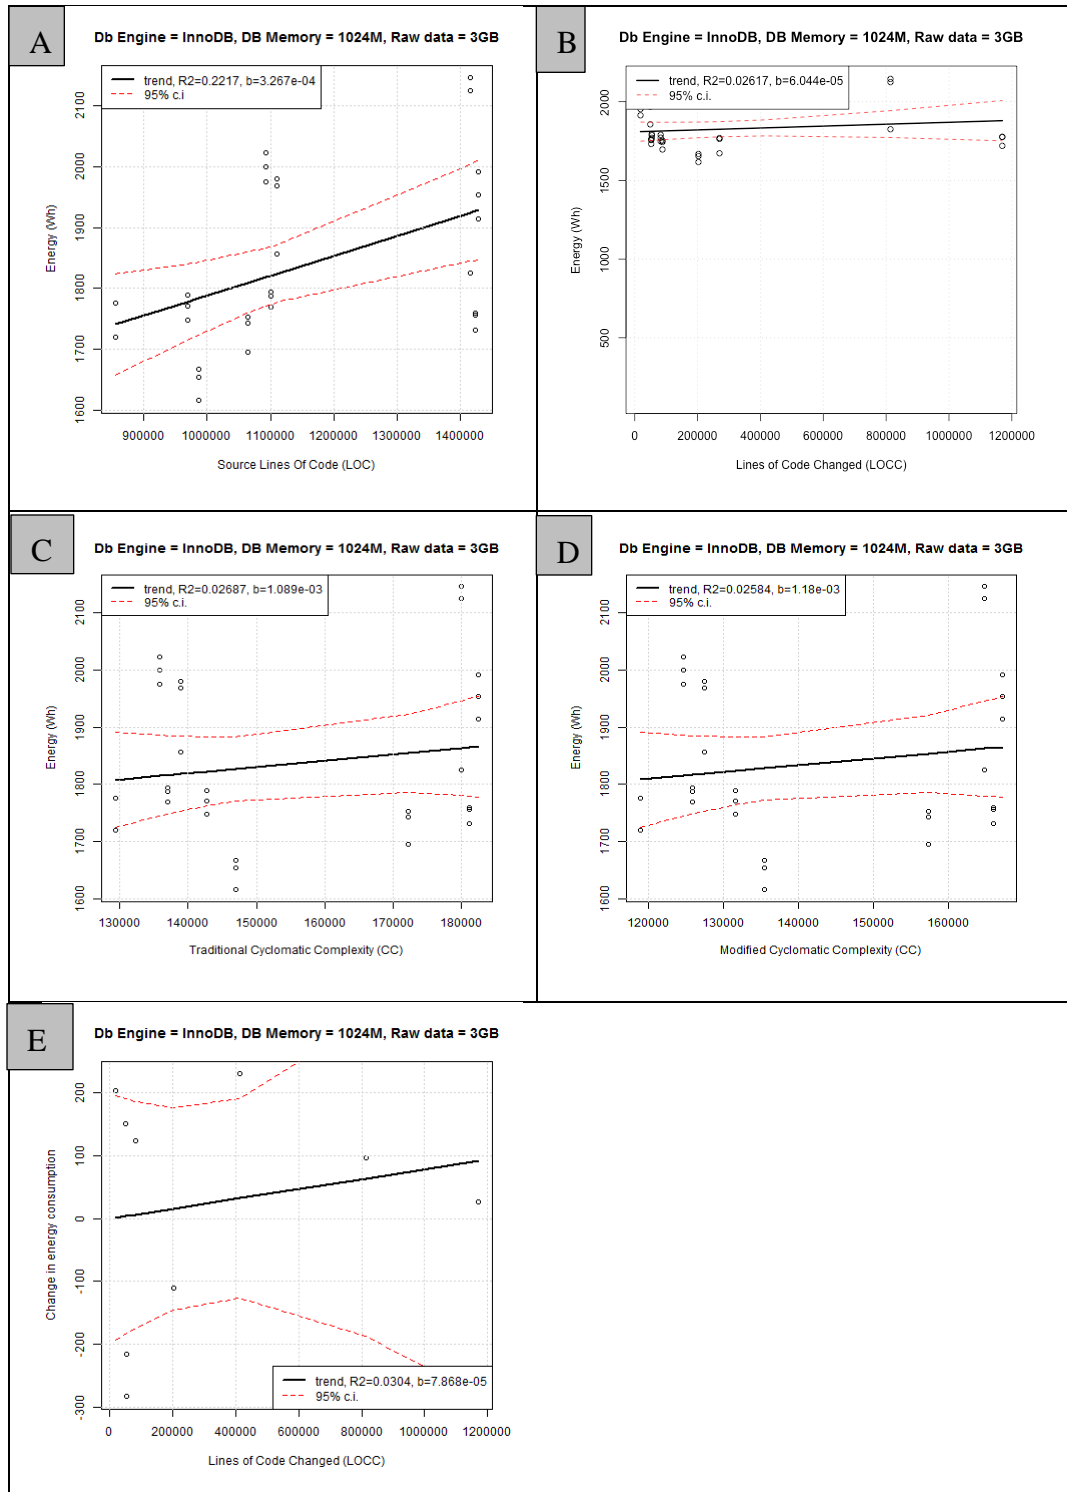 A
Db Engine = InnoDB, DB Memory = 1024M, Raw data = 3GB
trend, R2=0.2217, b=3.267e-04
95% c.i.
Energy (Wh)
2100
2000
1900
1800
1700
1600
900000 1000000 1100000 1200000 1300000 1400000
Source Lines Of Code (LOC)
B
Db Engine = InnoDB, DB Memory = 1024M, Raw data = 3GB
trend, R2=0.02617, b=6.044e-05
95% c.i.
Energy (Wh)
2000
1500
1000
500
0 200000 400000 600000 800000 1000000 1200000
Lines of Code Changed (LOCC)
C
Db Engine = InnoDB, DB Memory = 1024M, Raw data = 3GB
trend, R2=0.02687, b=1.089e-03
95% c.i.
Energy (Wh)
2100
2000
1900
1800
1700
1600
130000 140000 150000 160000 170000 180000
Traditional Cyclomatic Complexity (CC)
D
Db Engine = InnoDB, DB Memory = 1024M, Raw data = 3GB
trend, R2=0.02584, b=1.18e-03
95% c.i.
Energy (Wh)
2100
2000
1900
1800
1700
1600
120000 130000 140000 150000 160000
Modified Cyclomatic Complexity (CC)
E
Db Engine = InnoDB, DB Memory = 1024M, Raw data = 3GB
Change in energy consumption
200
100
0
-100
-200
-300
trend, R2=0.0304, b=7.868e-05
95% c.i.
0 200000 400000 600000 800000 1000000 1200000
Lines of Code Changed (LOCC)